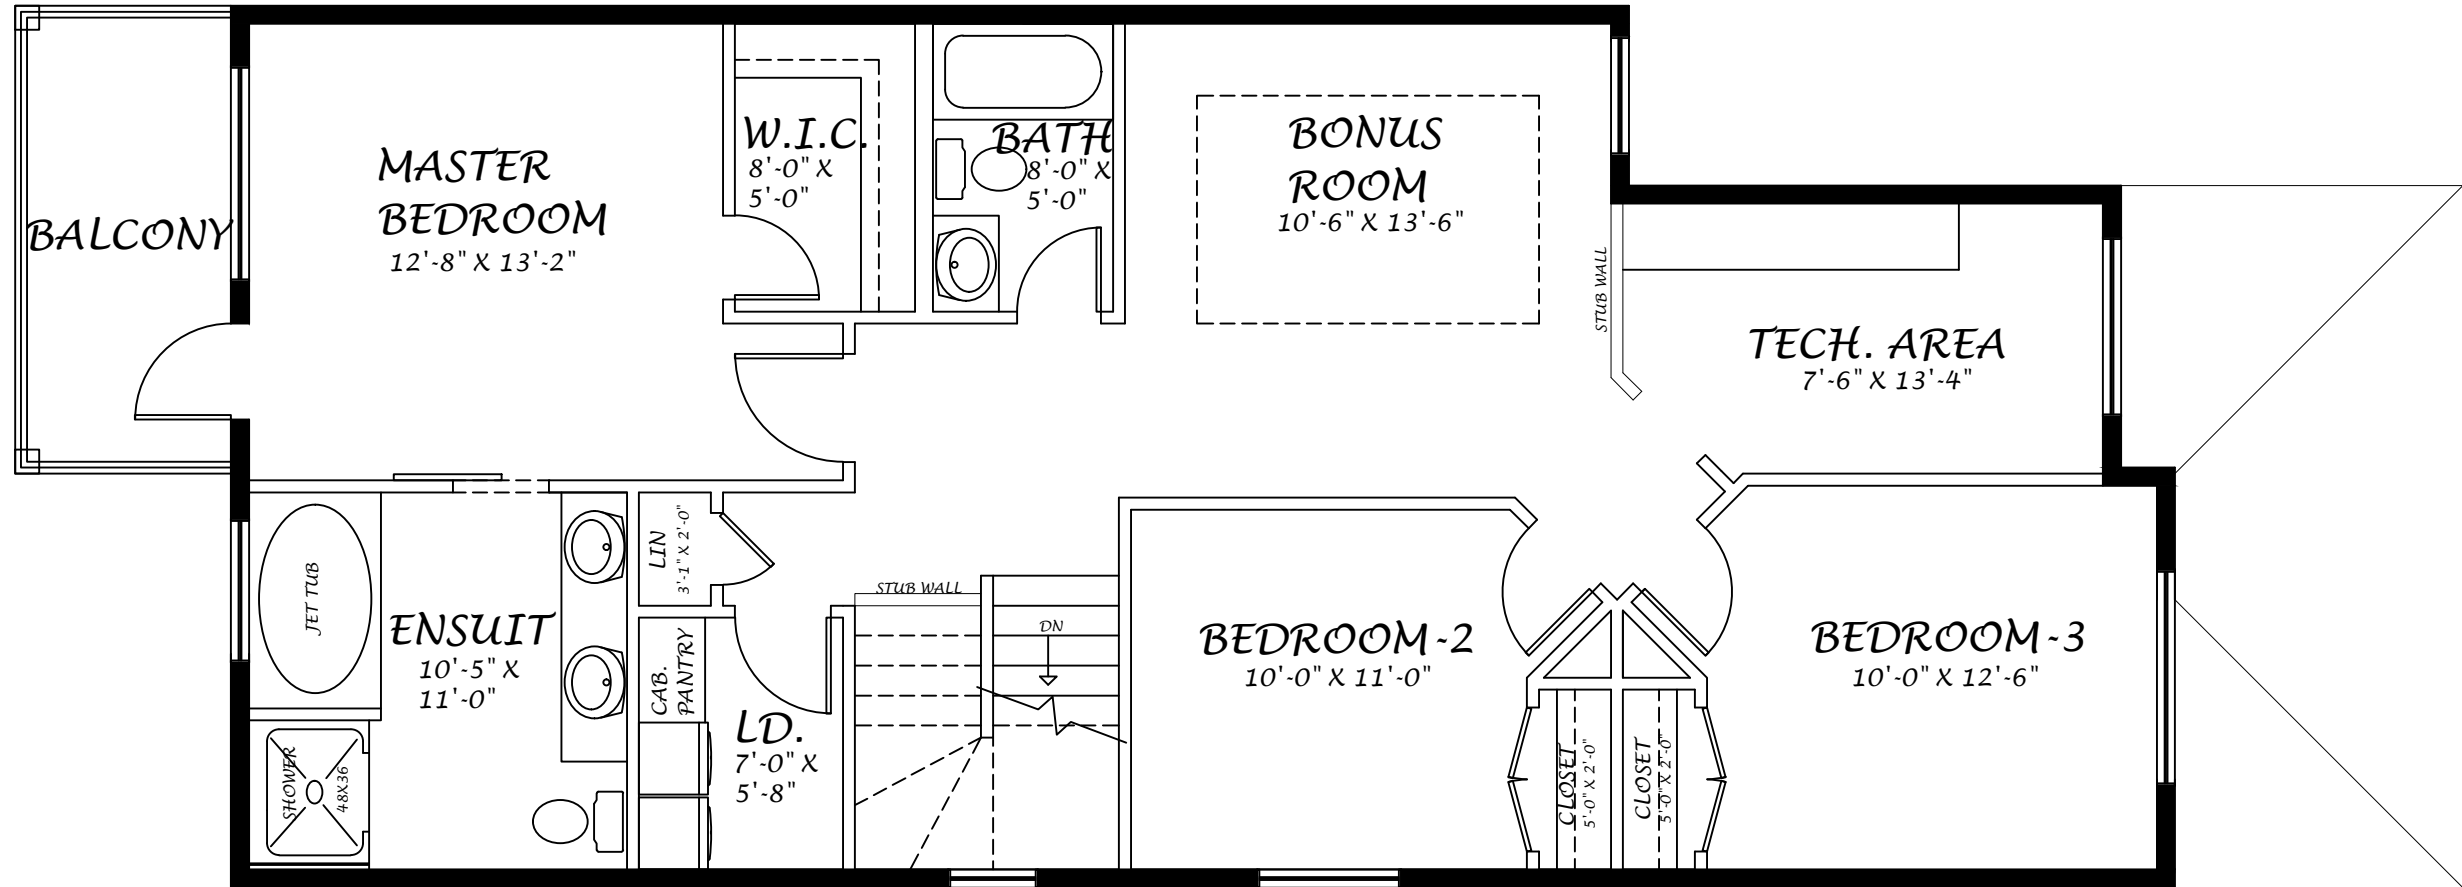 BALCONY
MASTER
BEDROOM
12'-8" X 13'-2"
W.I.C.
8'-0" X
5'-0"
BATH
8'-0" X
5'-0"
BONUS
ROOM
10'-6" X 13'-6"
STUB WALL
TECH. AREA
7'-6" X 13'-4"
JET TUB
ENSUIT
10'-5" X
11'-0"
SHOWER
48X36
LIN
3'-1" X 2'-0"
CAB.
PANTRY
LD.
7'-0" X
5'-8"
STUB WALL
DN
BEDROOM-2
10'-0" X 11'-0"
CLOSET
5'-0" X 2'-0"
CLOSET
5'-0" X 2'-0"
BEDROOM-3
10'-0" X 12'-6"